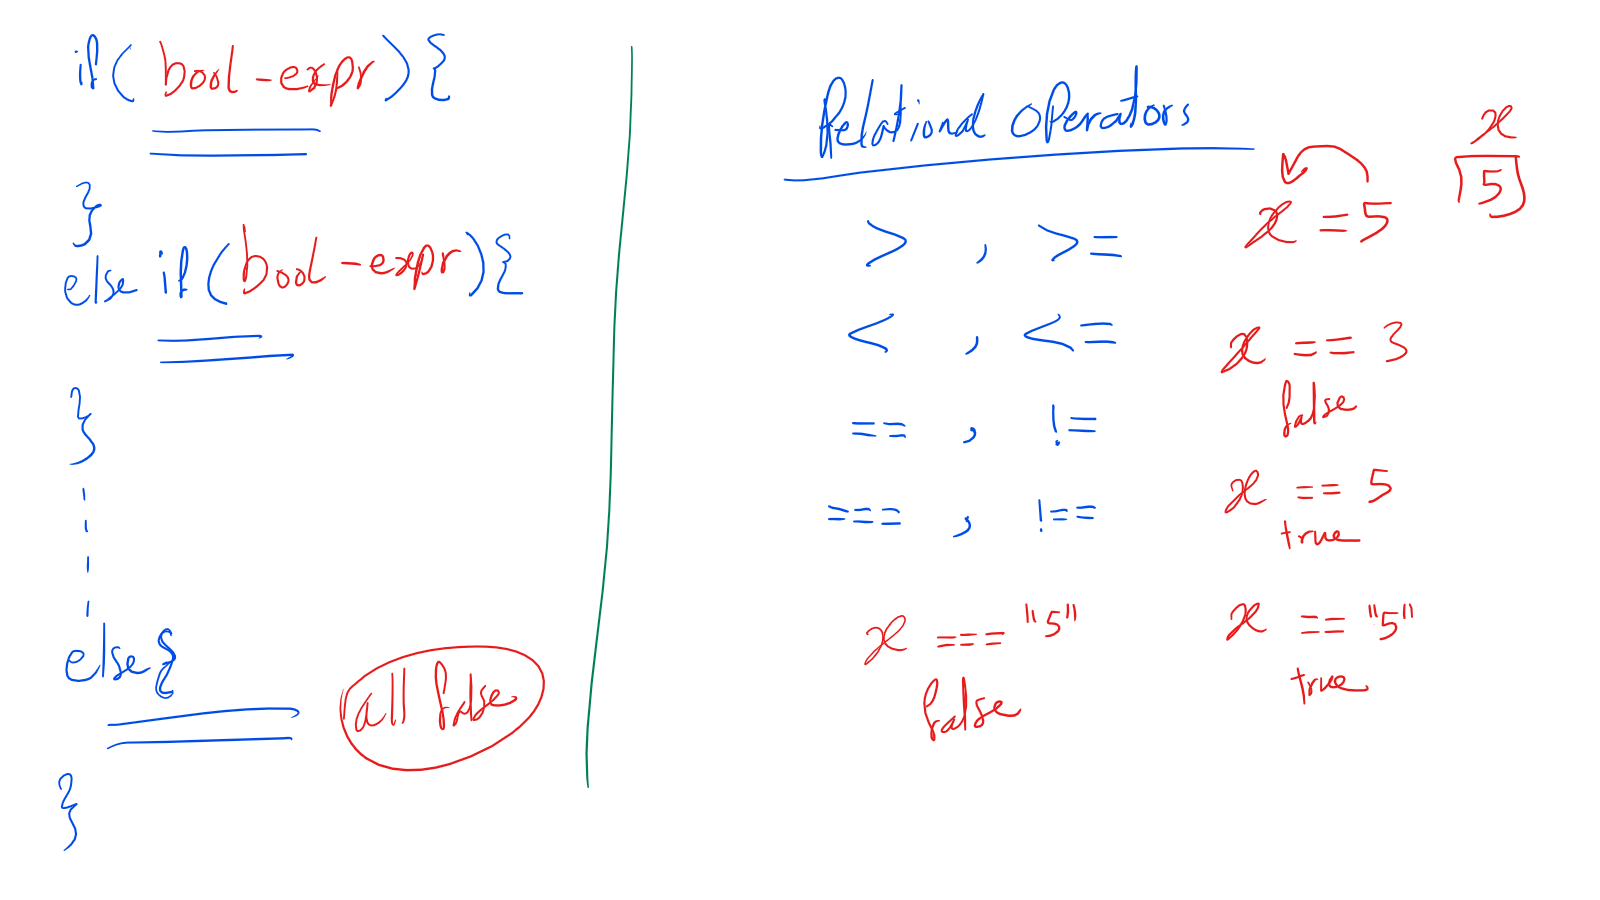 if( bool-expr ){
}
else if( bool-expr ){
}
else{
all false
}
Relational operators
> , >=
< , <=
== , !=
=== , !==
x === "5"
false
x
5
x = 5
x == 3
false
x == 5
true
x == "5"
true